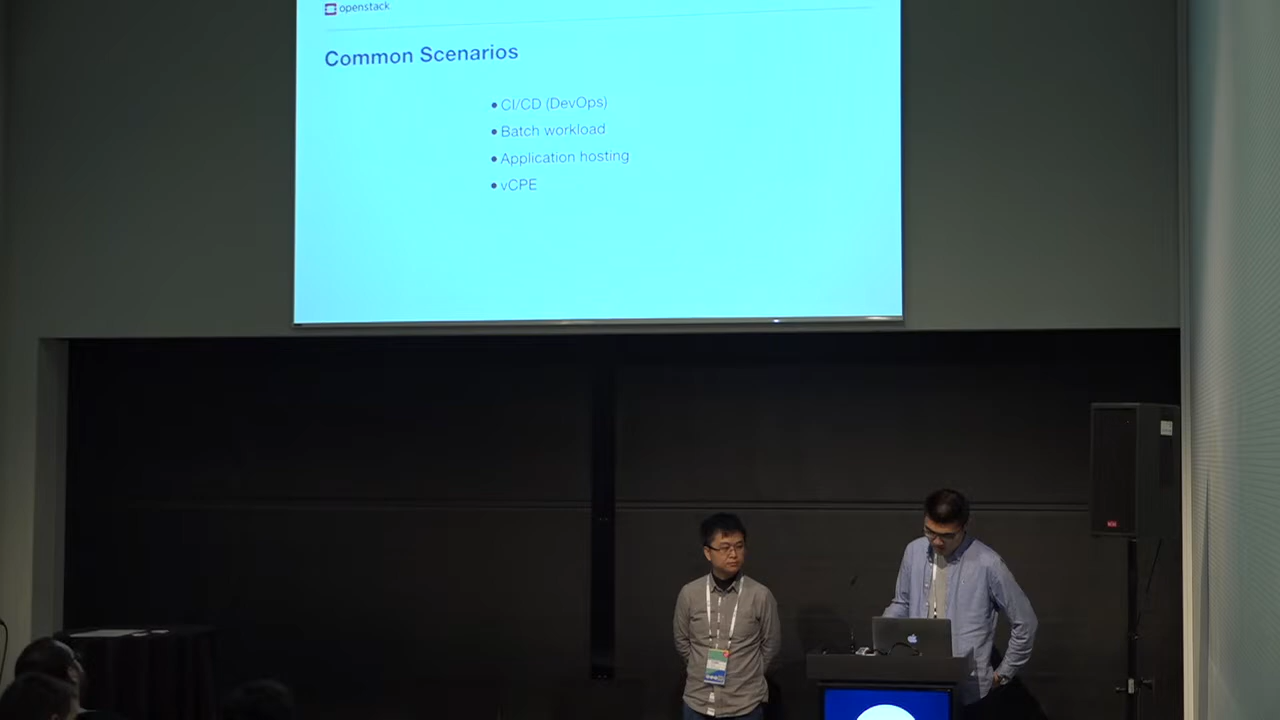 openstack.
Common Scenarios
• CI/CD (DevOps)
• Batch workload
• Application hosting
• vCPE